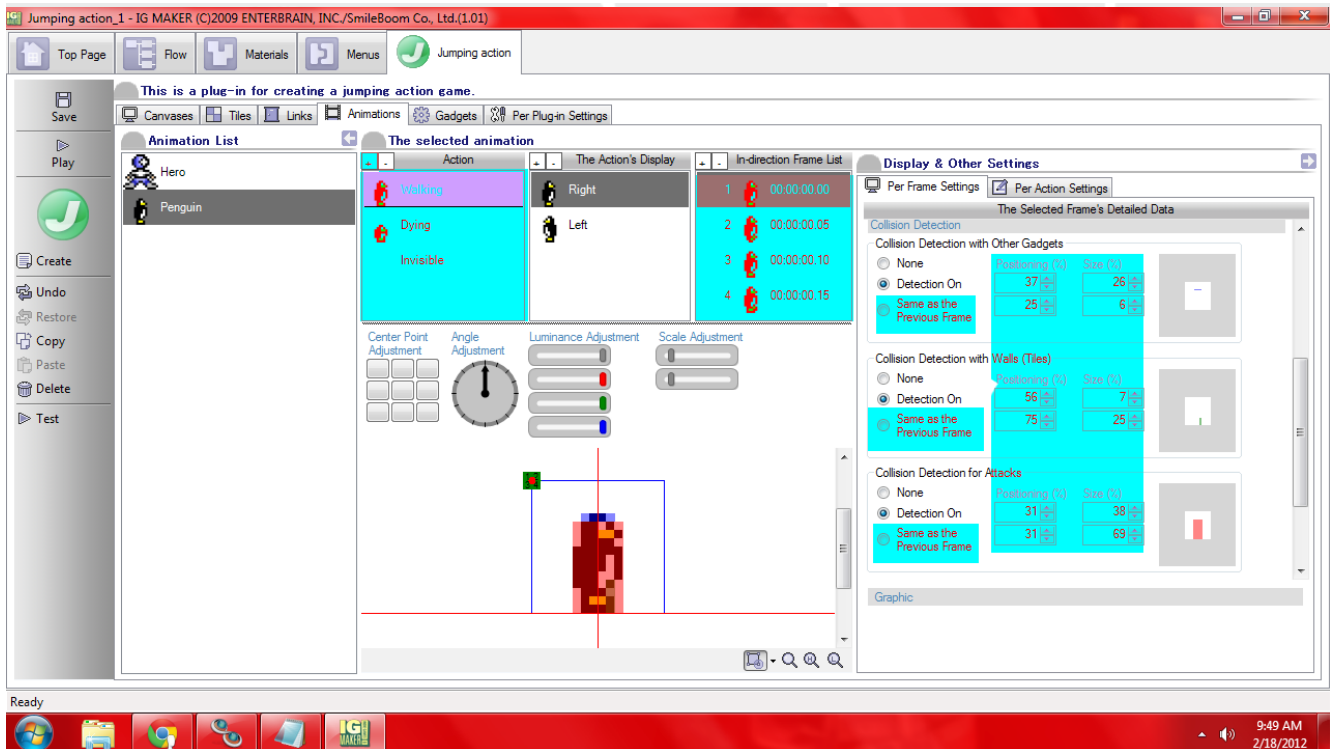 Jumping action_1 - IG MAKER (C)2009 ENTERBRAIN, INC./SmileBoom Co., Ltd.(1.01)
Top Page Flow Materials Menus Jumping action
This is a plug-in for creating a jumping action game.
Canvases Tiles Links Animations Gadgets Per Plug-in Settings
Save
Play
Create
Undo
Restore
Copy
Paste
Delete
Test
Animation List
Hero
Penguin
The selected animation
+ - Action
Walking
Dying
Invisible
+ - The Action's Display
Right
Left
+ - In-direction Frame List
1 00:00:00.00
2 00:00:00.05
3 00:00:00.10
4 00:00:00.15
Center Point
Adjustment
Angle
Adjustment
Luminance Adjustment
Scale Adjustment
Display & Other Settings
Per Frame Settings Per Action Settings
The Selected Frame's Detailed Data
Collision Detection
Collision Detection with Other Gadgets
None
Detection On
Same as the
Previous Frame
Positioning (%) Size (%)
37 26
25 6
Collision Detection with Walls (Tiles)
None
Detection On
Same as the
Previous Frame
Positioning (%) Size (%)
56 7
75 25
Collision Detection for Attacks
None
Detection On
Same as the
Previous Frame
Positioning (%) Size (%)
31 38
31 69
Graphic
Ready
IG
MAKER
9:49 AM
2/18/2012